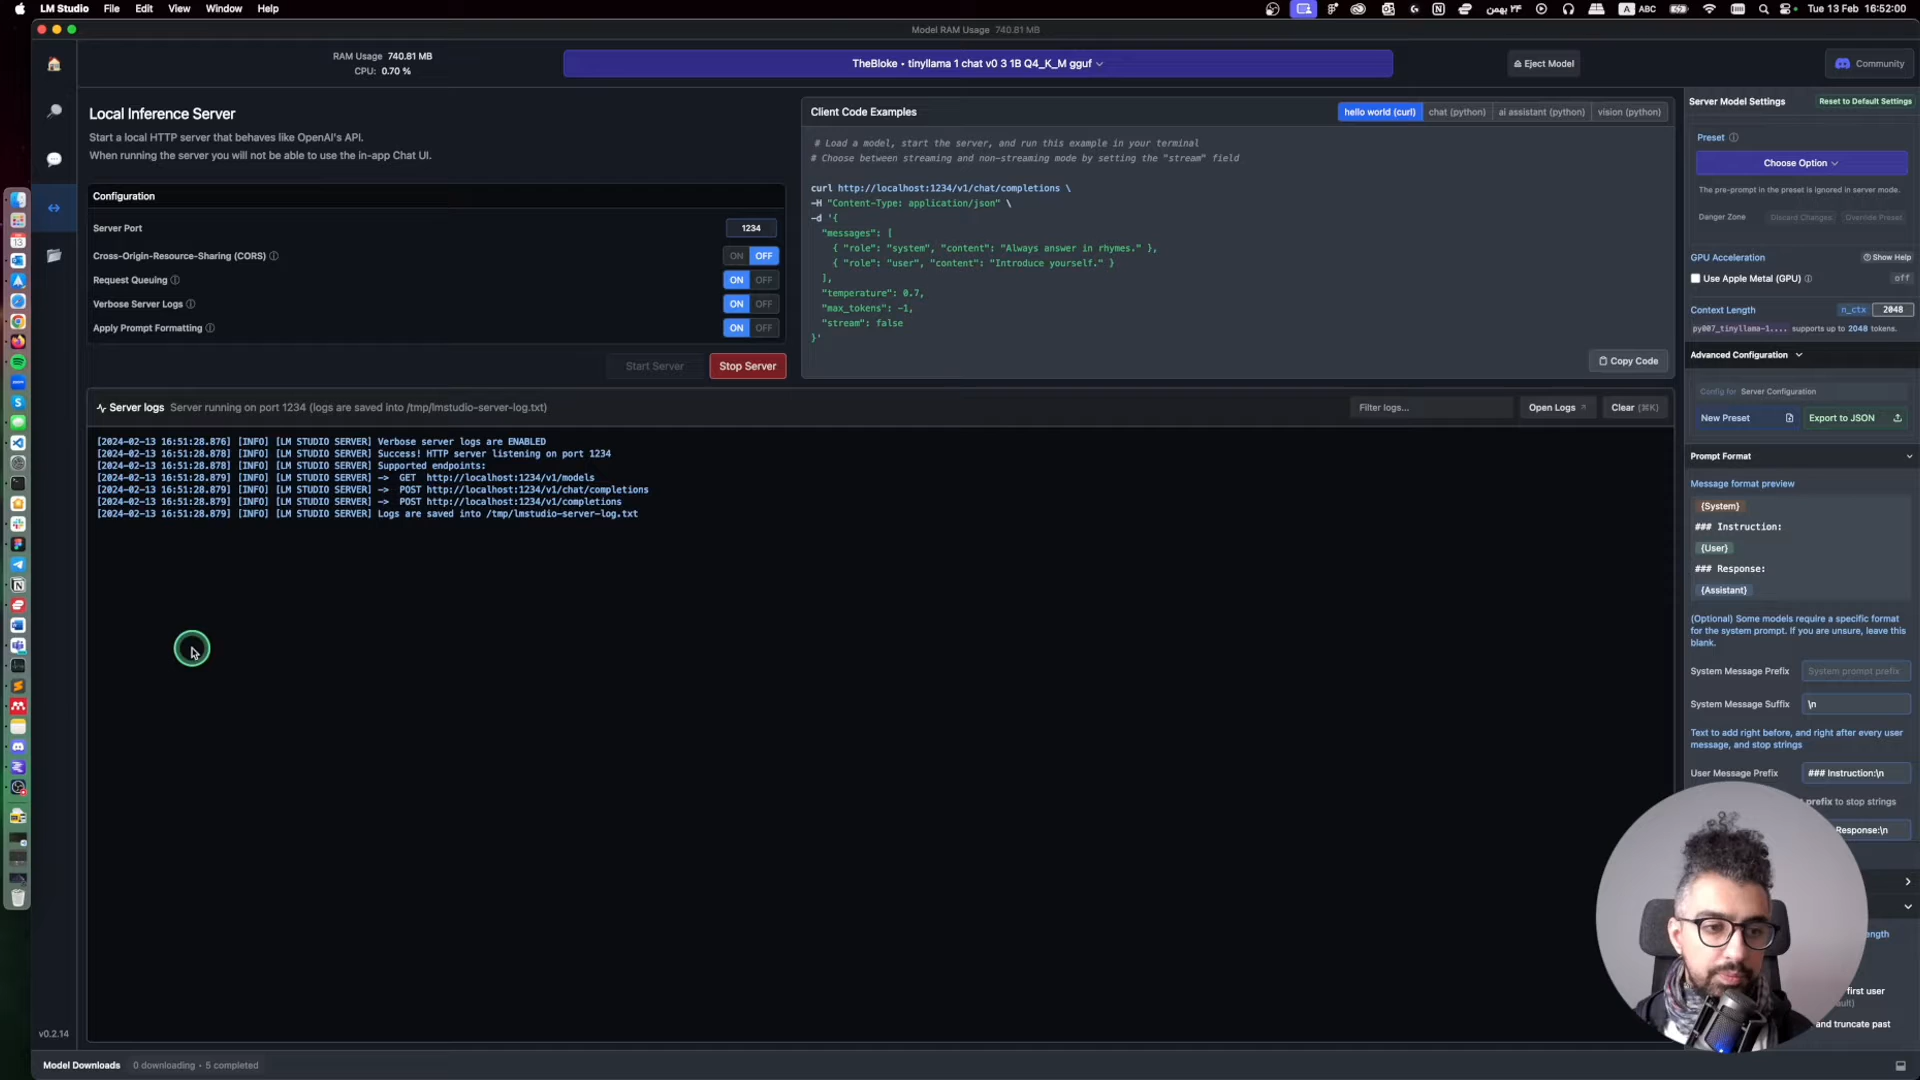 LM Studio File Edit View Window Help
۲۴ بهمن ABC Tue 13 Feb 16:52:00
Model RAM Usage 740.81 MB
RAM Usage 740.81 MB
CPU: 0.70 %
TheBloke • tinyllama 1 chat v0 3 1B Q4_K_M gguf
Eject Model
Community
Local Inference Server
Start a local HTTP server that behaves like OpenAI's API.
When running the server you will not be able to use the in-app Chat UI.
Configuration
Server Port 1234
Cross-Origin-Resource-Sharing (CORS) ON OFF
Request Queuing ON OFF
Verbose Server Logs ON OFF
Apply Prompt Formatting ON OFF
Start Server Stop Server
Client Code Examples hello world (curl) chat (python) ai assistant (python) vision (python)
# Load a model, start the server, and run this example in your terminal
# Choose between streaming and non-streaming mode by setting the "stream" field
curl http://localhost:1234/v1/chat/completions \
-H "Content-Type: application/json" \
-d '{
"messages": [
{ "role": "system", "content": "Always answer in rhymes." },
{ "role": "user", "content": "Introduce yourself." }
],
"temperature": 0.7,
"max_tokens": -1,
"stream": false
}'
Copy Code
Server logs Server running on port 1234 (logs are saved into /tmp/lmstudio-server-log.txt)
Filter logs... Open Logs Clear (⌘K)
[2024-02-13 16:51:28.876] [INFO] [LM STUDIO SERVER] Verbose server logs are ENABLED
[2024-02-13 16:51:28.878] [INFO] [LM STUDIO SERVER] Success! HTTP server listening on port 1234
[2024-02-13 16:51:28.878] [INFO] [LM STUDIO SERVER] Supported endpoints:
[2024-02-13 16:51:28.879] [INFO] [LM STUDIO SERVER] -> GET http://localhost:1234/v1/models
[2024-02-13 16:51:28.879] [INFO] [LM STUDIO SERVER] -> POST http://localhost:1234/v1/chat/completions
[2024-02-13 16:51:28.879] [INFO] [LM STUDIO SERVER] -> POST http://localhost:1234/v1/completions
[2024-02-13 16:51:28.879] [INFO] [LM STUDIO SERVER] Logs are saved into /tmp/lmstudio-server-log.txt
Server Model Settings Reset to Default Settings
Preset
Choose Option
The pre-prompt in the preset is ignored in server mode.
Danger Zone Discard Changes Override Preset
GPU Acceleration Show Help
Use Apple Metal (GPU) off
Context Length n_ctx 2048
py007_tinyllama-1.... supports up to 2048 tokens.
Advanced Configuration
Config for Server Configuration
New Preset Export to JSON
Prompt Format
Message format preview
{System}
### Instruction:
{User}
### Response:
{Assistant}
(Optional) Some models require a specific format
for the system prompt. If you are unsure, leave this
blank.
System Message Prefix System prompt prefix
System Message Suffix \n
Text to add right before, and right after every user
message, and stop strings
User Message Prefix ### Instruction:\n
prefix to stop strings
Response:\n
first user
and truncate past
v0.2.14
Model Downloads 0 downloading • 5 completed